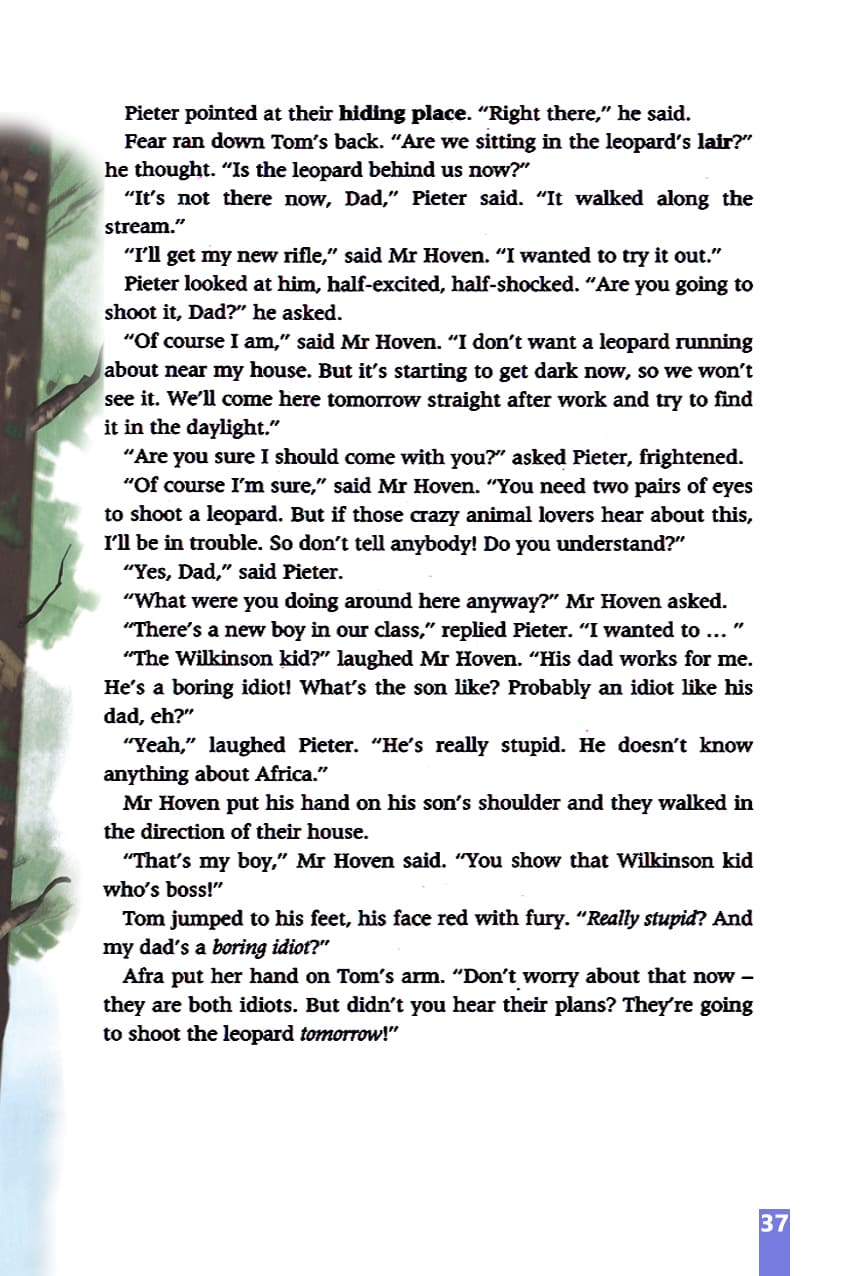 Pieter pointed at their hiding place. “Right there,” he said.
Fear ran down Tom’s back. “Are we sitting in the leopard’s lair?”
he thought. “Is the leopard behind us now?”
“It’s not there now, Dad,” Pieter said. “It walked along the
stream.”
“I’ll get my new rifle,” said Mr Hoven. “I wanted to try it out.”
Pieter looked at him, half-excited, half-shocked. “Are you going to
shoot it, Dad?” he asked.
“Of course I am,” said Mr Hoven. “I don’t want a leopard running
about near my house. But it’s starting to get dark now, so we won’t
see it. We’ll come here tomorrow straight after work and try to find
it in the daylight.”
“Are you sure I should come with you?” asked Pieter, frightened.
“Of course I’m sure,” said Mr Hoven. “You need two pairs of eyes
to shoot a leopard. But if those crazy animal lovers hear about this,
I’ll be in trouble. So don’t tell anybody! Do you understand?”
“Yes, Dad,” said Pieter.
“What were you doing around here anyway?” Mr Hoven asked.
“There’s a new boy in our class,” replied Pieter. “I wanted to … ”
“The Wilkinson kid?” laughed Mr Hoven. “His dad works for me.
He’s a boring idiot! What’s the son like? Probably an idiot like his
dad, eh?”
“Yeah,” laughed Pieter. “He’s really stupid. He doesn’t know
anything about Africa.”
Mr Hoven put his hand on his son’s shoulder and they walked in
the direction of their house.
“That’s my boy,” Mr Hoven said. “You show that Wilkinson kid
who’s boss!”
Tom jumped to his feet, his face red with fury. “Really stupid? And
my dad’s a boring idiot?”
Afra put her hand on Tom’s arm. “Don’t worry about that now –
they are both idiots. But didn’t you hear their plans? They’re going
to shoot the leopard tomorrow!”
37